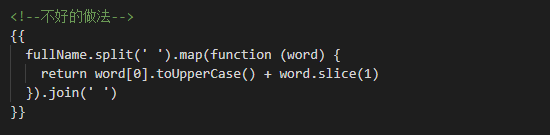 <!--不好的做法-->
{{
  fullName.split(' ').map(function (word) {
    return word[0].toUpperCase() + word.slice(1)
  }).join(' ')
}}